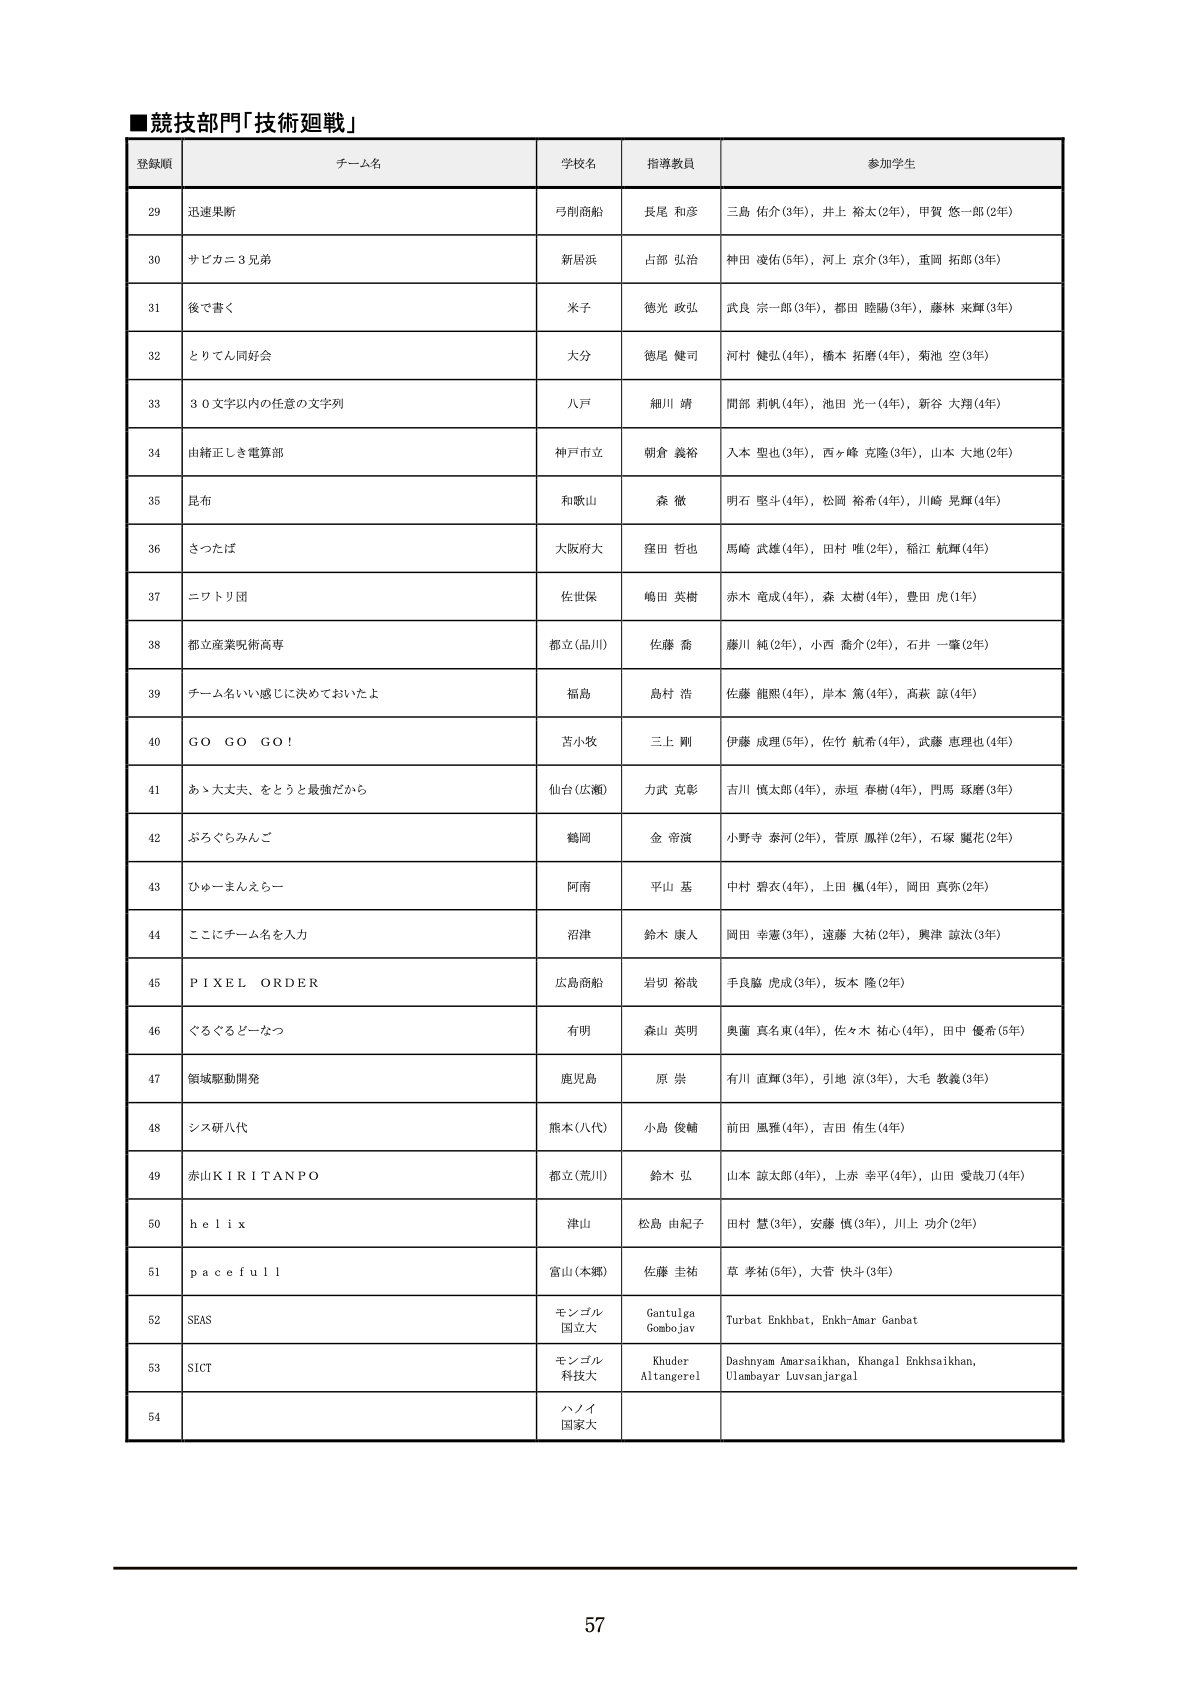 ■競技部門「技術廻戦」
登録順 チーム名 学校名 指導教員 参加学生
29 迅速果断 弓削商船 長尾 和彦 三島 佑介(3年), 井上 裕太(2年), 甲賀 悠一郎(2年)
30 サビカニ３兄弟 新居浜 占部 弘治 神田 凌佑(5年), 河上 京介(3年), 重岡 拓郎(3年)
31 後で書く 米子 徳光 政弘 武良 宗一郎(3年), 都田 睦陽(3年), 藤林 来輝(3年)
32 とりてん同好会 大分 徳尾 健司 河村 健弘(4年), 橋本 拓磨(4年), 菊池 空(3年)
33 ３０文字以内の任意の文字列 八戸 細川 靖 間部 莉帆(4年), 池田 光一(4年), 新谷 大翔(4年)
34 由緒正しき電算部 神戸市立 朝倉 義裕 入本 聖也(3年), 西ヶ峰 克隆(3年), 山本 大地(2年)
35 昆布 和歌山 森 徹 明石 堅斗(4年), 松岡 裕希(4年), 川崎 晃輝(4年)
36 さつたば 大阪府大 窪田 哲也 馬崎 武雄(4年), 田村 唯(2年), 稲江 航輝(4年)
37 ニワトリ団 佐世保 嶋田 英樹 赤木 竜成(4年), 森 太樹(4年), 豊田 虎(1年)
38 都立産業呪術高専 都立(品川) 佐藤 喬 藤川 純(2年), 小西 喬介(2年), 石井 一肇(2年)
39 チーム名いい感じに決めておいたよ 福島 島村 浩 佐藤 龍熙(4年), 岸本 篤(4年), 髙萩 諒(4年)
40 ＧＯ　ＧＯ　ＧＯ！ 苫小牧 三上 剛 伊藤 成理(5年), 佐竹 航希(4年), 武藤 恵理也(4年)
41 あゝ大丈夫、をとうと最強だから 仙台(広瀬) 力武 克彰 吉川 慎太郎(4年), 赤垣 春樹(4年), 門馬 琢磨(3年)
42 ぷろぐらみんご 鶴岡 金 帝演 小野寺 泰河(2年), 菅原 鳳祥(2年), 石塚 麗花(2年)
43 ひゅーまんえらー 阿南 平山 基 中村 碧衣(4年), 上田 楓(4年), 岡田 真弥(2年)
44 ここにチーム名を入力 沼津 鈴木 康人 岡田 幸憲(3年), 遠藤 大祐(2年), 興津 諒汰(3年)
45 ＰＩＸＥＬ　ＯＲＤＥＲ 広島商船 岩切 裕哉 手良脇 虎成(3年), 坂本 隆(2年)
46 ぐるぐるどーなつ 有明 森山 英明 奥薗 真名東(4年), 佐々木 祐心(4年), 田中 優希(5年)
47 領域駆動開発 鹿児島 原 崇 有川 直輝(3年), 引地 涼(3年), 大毛 教義(3年)
48 シス研八代 熊本(八代) 小島 俊輔 前田 風雅(4年), 吉田 侑生(4年)
49 赤山ＫＩＲＩＴＡＮＰＯ 都立(荒川) 鈴木 弘 山本 諒太郎(4年), 上赤 幸平(4年), 山田 愛哉刀(4年)
50 ｈｅｌｉｘ 津山 松島 由紀子 田村 慧(3年), 安藤 慎(3年), 川上 功介(2年)
51 ｐａｃｅｆｕｌｌ 富山(本郷) 佐藤 圭祐 草 孝祐(5年), 大菅 快斗(3年)
52 SEAS モンゴル国立大 Gantulga Gombojav Turbat Enkhbat, Enkh-Amar Ganbat
53 SICT モンゴル科技大 Khuder Altangerel Dashnyam Amarsaikhan, Khangal Enkhsaikhan, Ulambayar Luvsanjargal
54 ハノイ国家大
57